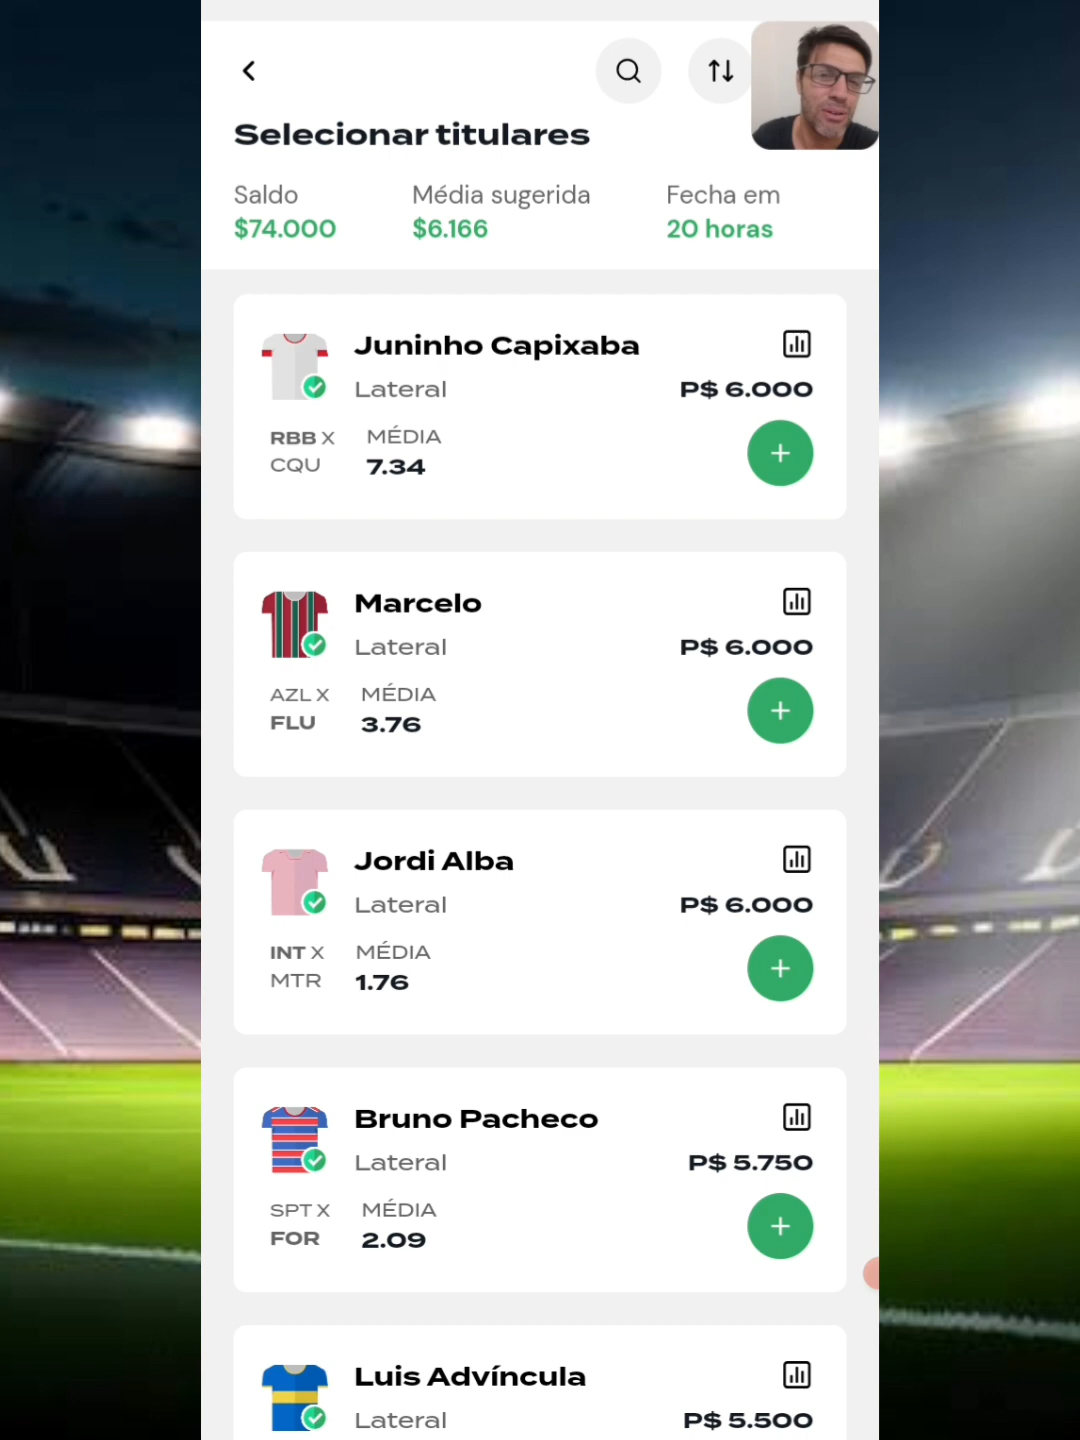 Selecionar titulares
Saldo
Média sugerida
Fecha em
$74.000
$6.166
20 horas
Juninho Capixaba
Lateral
P$ 6.000
RBB X
CQU
MÉDIA
7.34
Marcelo
Lateral
P$ 6.000
AZL X
FLU
MÉDIA
3.76
Jordi Alba
Lateral
P$ 6.000
INT X
MTR
MÉDIA
1.76
Bruno Pacheco
Lateral
P$ 5.750
SPT X
FOR
MÉDIA
2.09
Luis Advíncula
Lateral
P$ 5.500